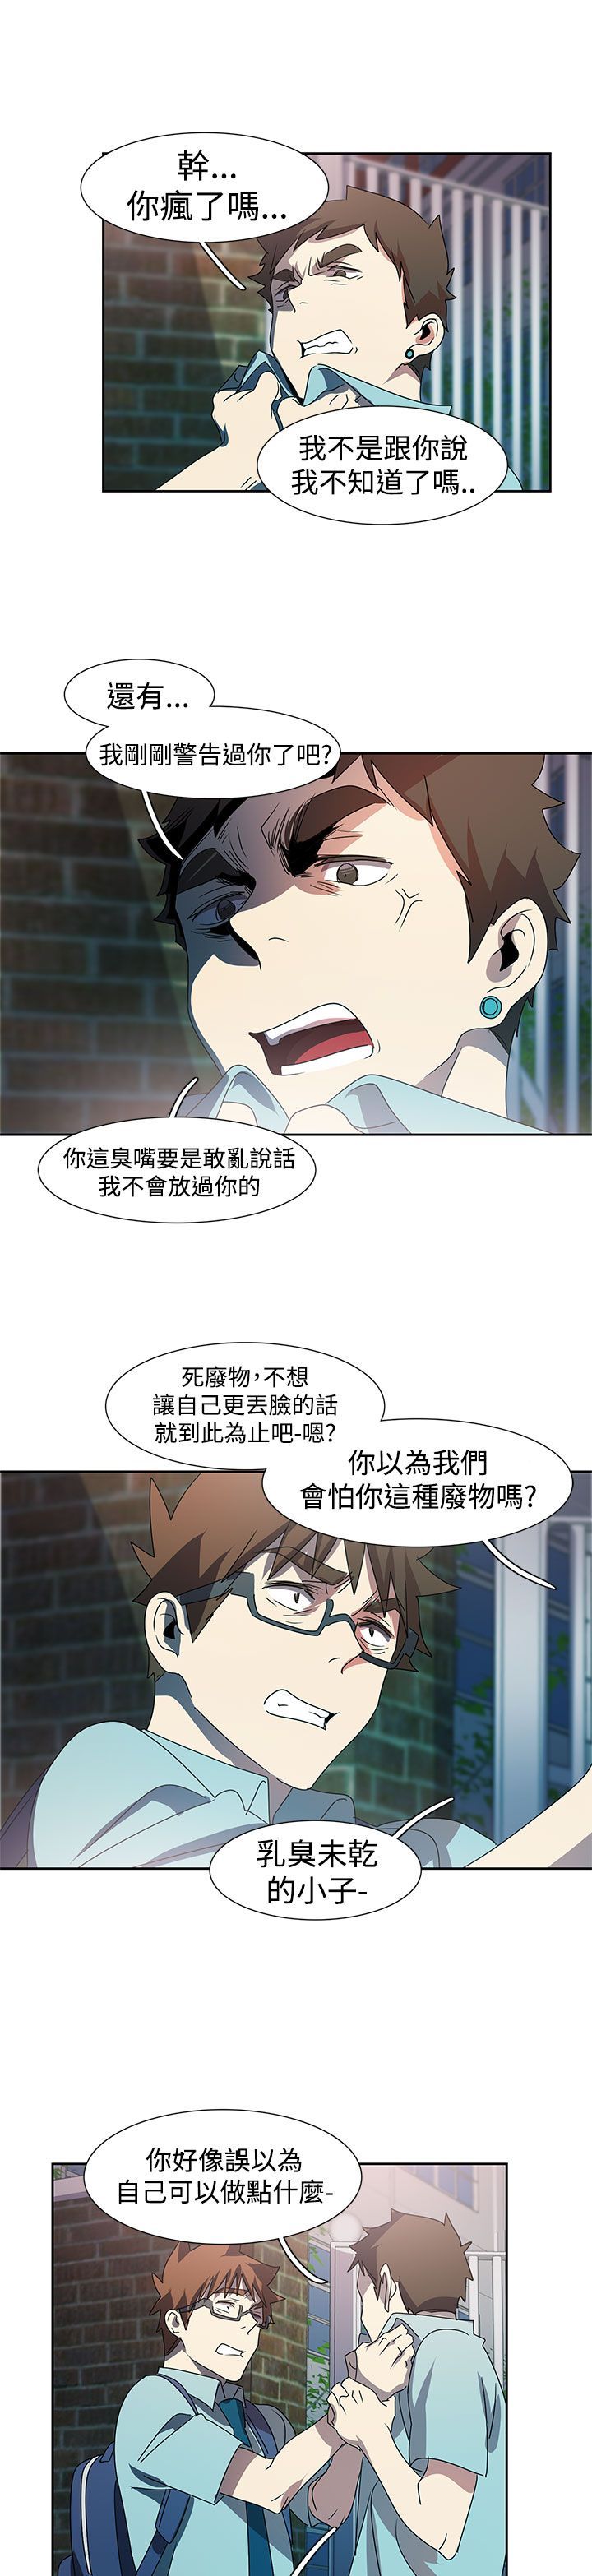 幹...
你瘋了嗎...
我不是跟你說
我不知道了嗎..
還有...
我剛剛警告過你了吧?
你這臭嘴要是敢亂說話
我不會放過你的
死廢物,不想
讓自己更丟臉的話
就到此為止吧-嗯?
你以為我們
會怕你這種廢物嗎?
乳臭未乾
的小子-
你好像誤以為
自己可以做點什麼-